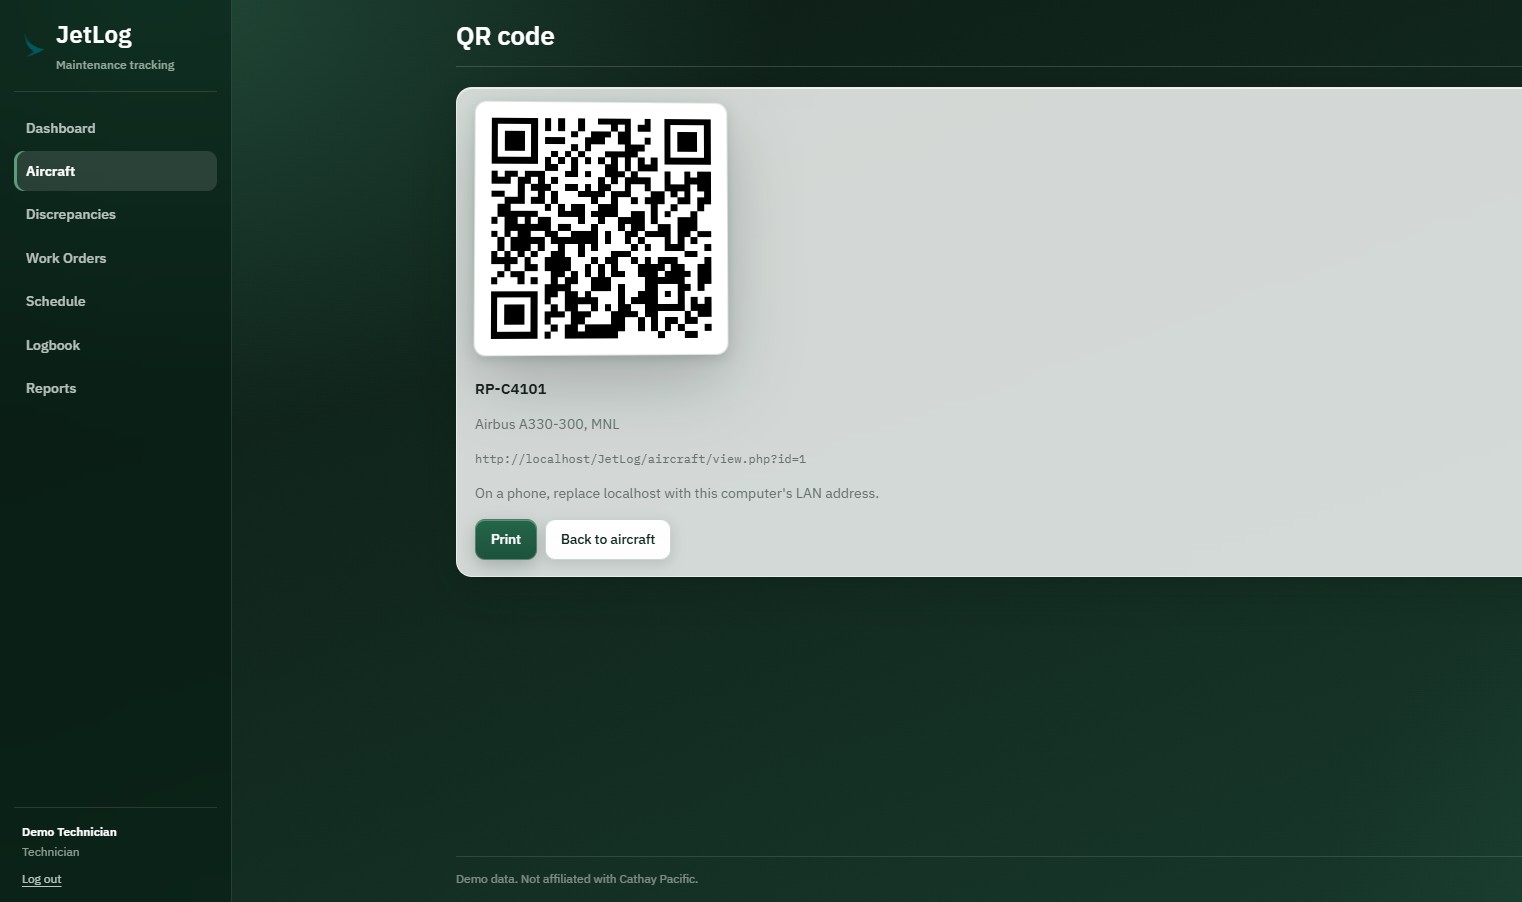 JetLog
Maintenance tracking
Dashboard
Aircraft
Discrepancies
Work Orders
Schedule
Logbook
Reports
Demo Technician
Technician
Log out
QR code
RP-C4101
Airbus A330-300, MNL
http://localhost/JetLog/aircraft/view.php?id=1
On a phone, replace localhost with this computer's LAN address.
Print
Back to aircraft
Demo data. Not affiliated with Cathay Pacific.